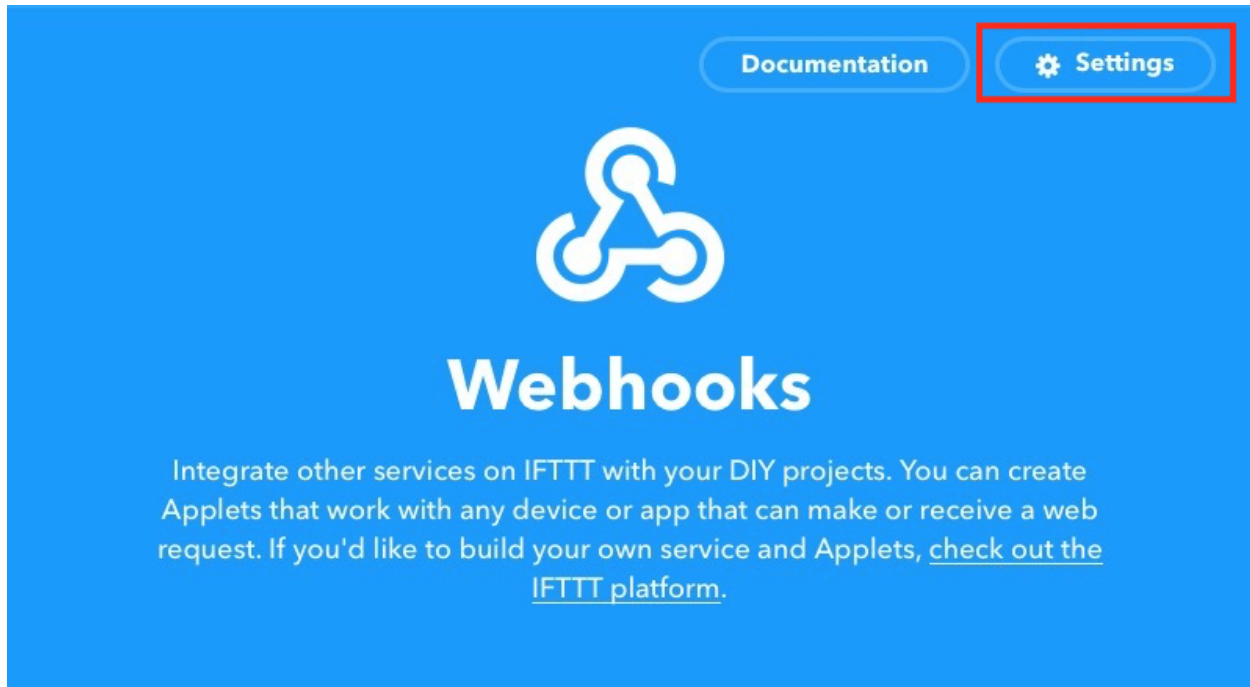 Documentation
Settings
Webhooks
Integrate other services on IFTTT with your DIY projects. You can create
Applets that work with any device or app that can make or receive a web
request. If you'd like to build your own service and Applets, check out the
IFTTT platform.